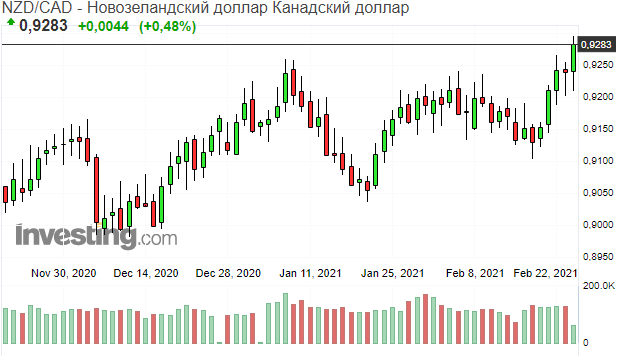 NZD/CAD - Новозеландский доллар Канадский доллар
0,9283 +0,0044 (+0,48%)
0,9283
0,9250
0,9200
0,9150
0,9100
0,9050
0,9000
0,8950
Investing.com
Nov 30, 2020 Dec 14, 2020 Dec 28, 2020 Jan 11, 2021 Jan 25, 2021 Feb 8, 2021 Feb 22, 2021
200.0K
0